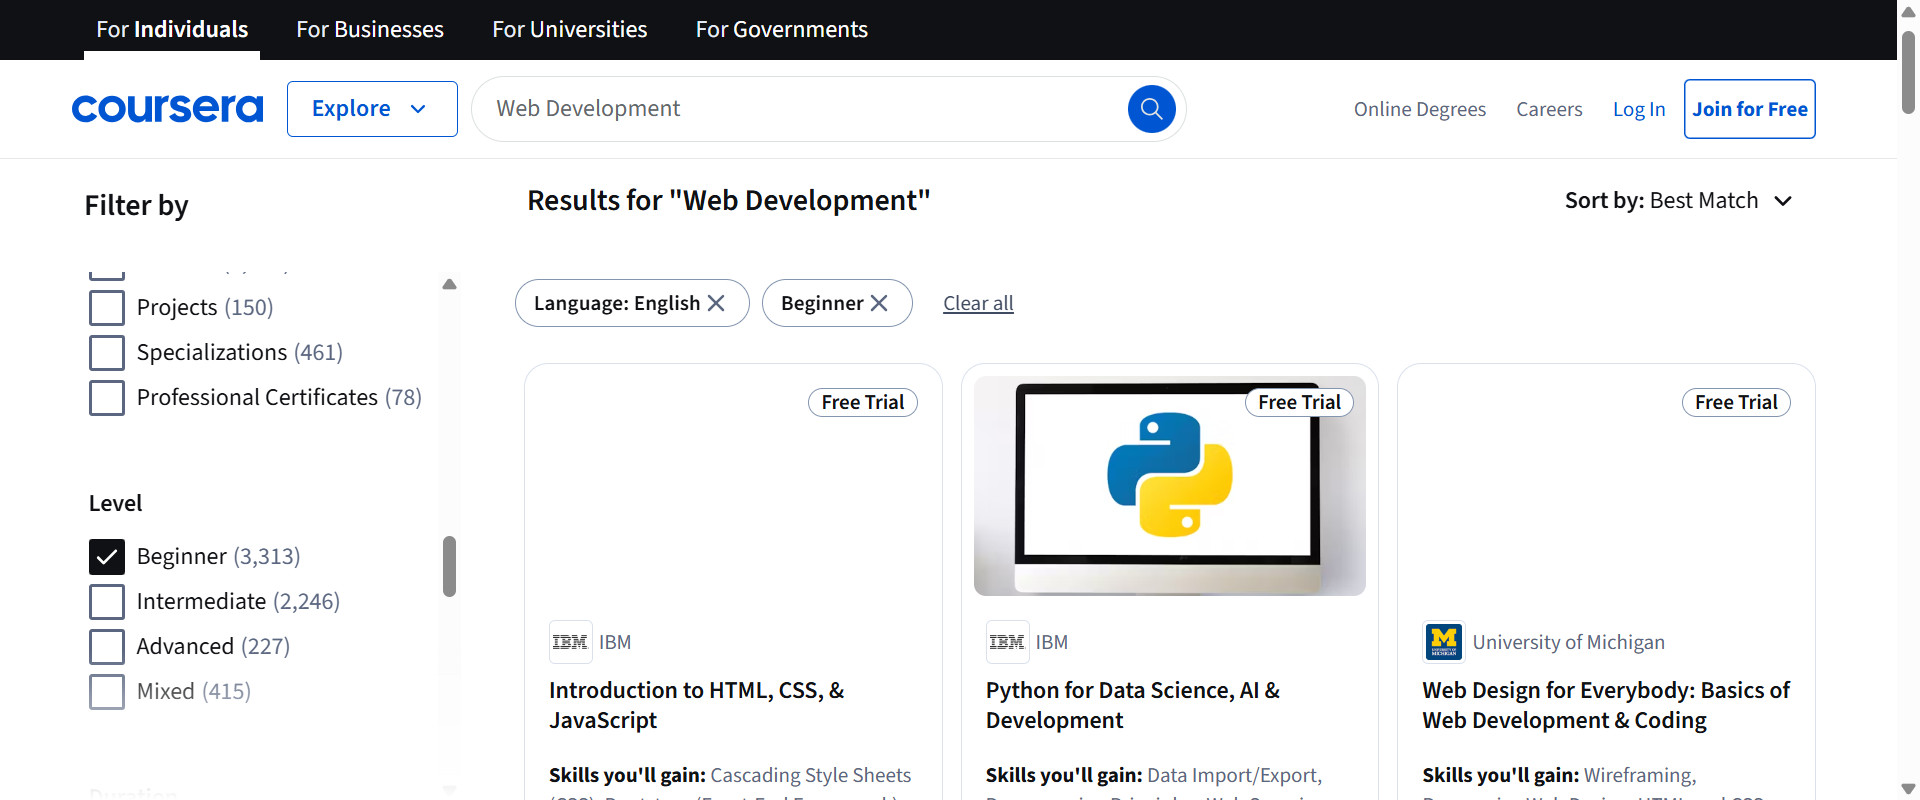 For Individuals
For Businesses
For Universities
For Governments
coursera
Explore
Web Development
Online Degrees
Careers
Log In
Join for Free
Filter by
Projects (150)
Specializations (461)
Professional Certificates (78)
Level
Beginner (3,313)
Intermediate (2,246)
Advanced (227)
Mixed (415)
Results for "Web Development"
Sort by: Best Match
Language: English
Beginner
Clear all
Free Trial
IBM
IBM
Introduction to HTML, CSS, &
JavaScript
Skills you'll gain: Cascading Style Sheets
Free Trial
IBM
IBM
Python for Data Science, AI &
Development
Skills you'll gain: Data Import/Export,
Free Trial
University of Michigan
Web Design for Everybody: Basics of
Web Development & Coding
Skills you'll gain: Wireframing,